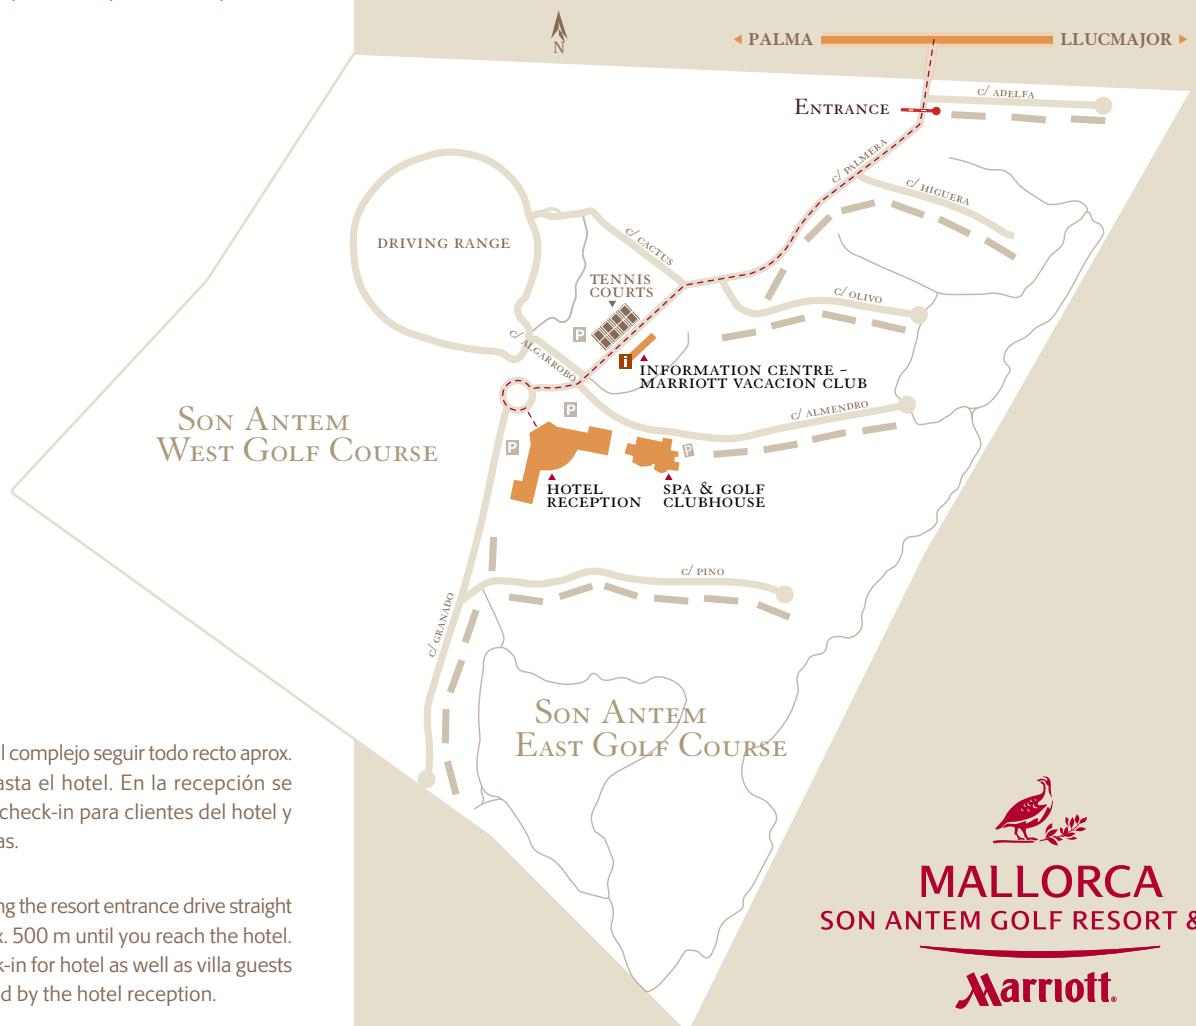 N
PALMA
LLUCMAJOR
C/ ADELFA
ENTRANCE
C/ PALMERA
C/ HIGUERA
C/ CACTUS
DRIVING RANGE
TENNIS
COURTS
C/ OLIVO
P
C/ ALGARROBO
i
INFORMATION CENTRE -
MARRIOTT VACACION CLUB
P
C/ ALMENDRO
SON ANTEM
WEST GOLF COURSE
P
P
HOTEL
RECEPTION
SPA & GOLF
CLUBHOUSE
C/ PINO
C/ GRANADO
SON ANTEM
EAST GOLF COURSE
l complejo seguir todo recto aprox.
asta el hotel. En la recepción se
check-in para clientes del hotel y
as.
ng the resort entrance drive straight
x. 500 m until you reach the hotel.
k-in for hotel as well as villa guests
d by the hotel reception.
MALLORCA
SON ANTEM GOLF RESORT &
Marriott.